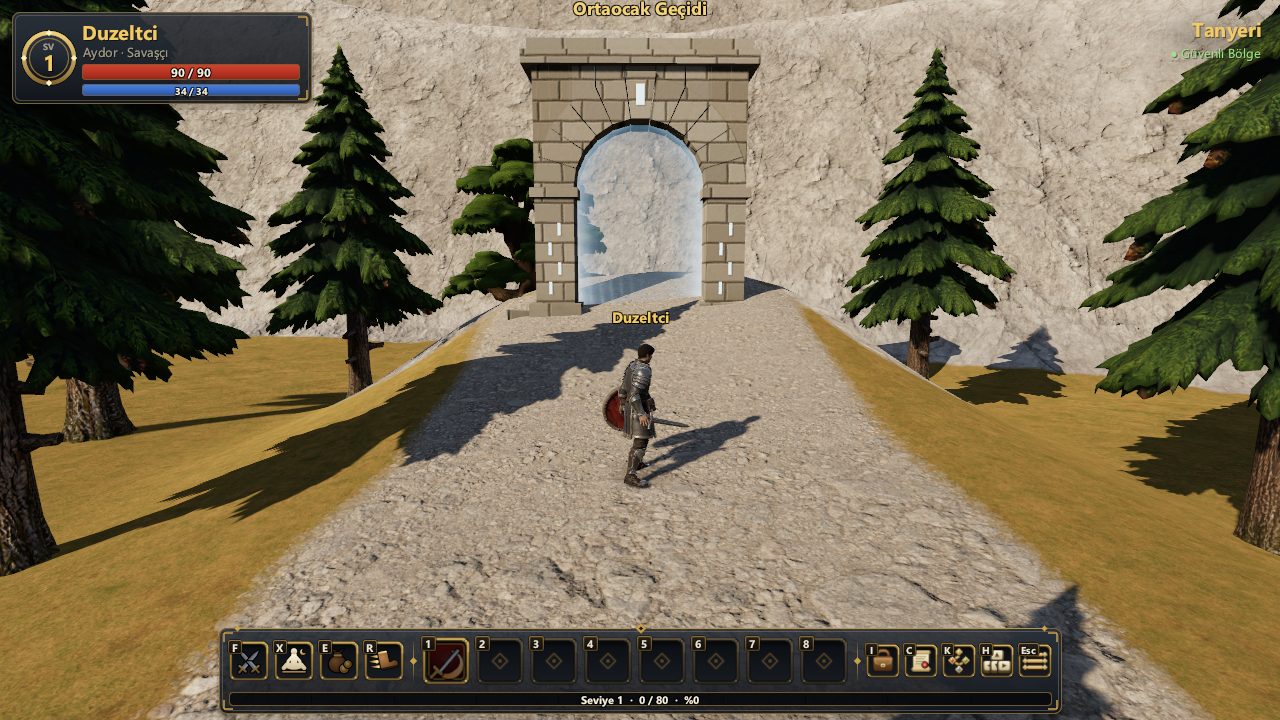 Ortaocak Geçidi
Duzeltci
SV
1
Aydor · Savaşçı
90 / 90
34 / 34
Tanyeri
Güvenli Bölge
Duzeltci
F X E R 1 2 3 4 5 6 7 8 I C K H Esc
Seviye 1 · 0 / 80 · %0